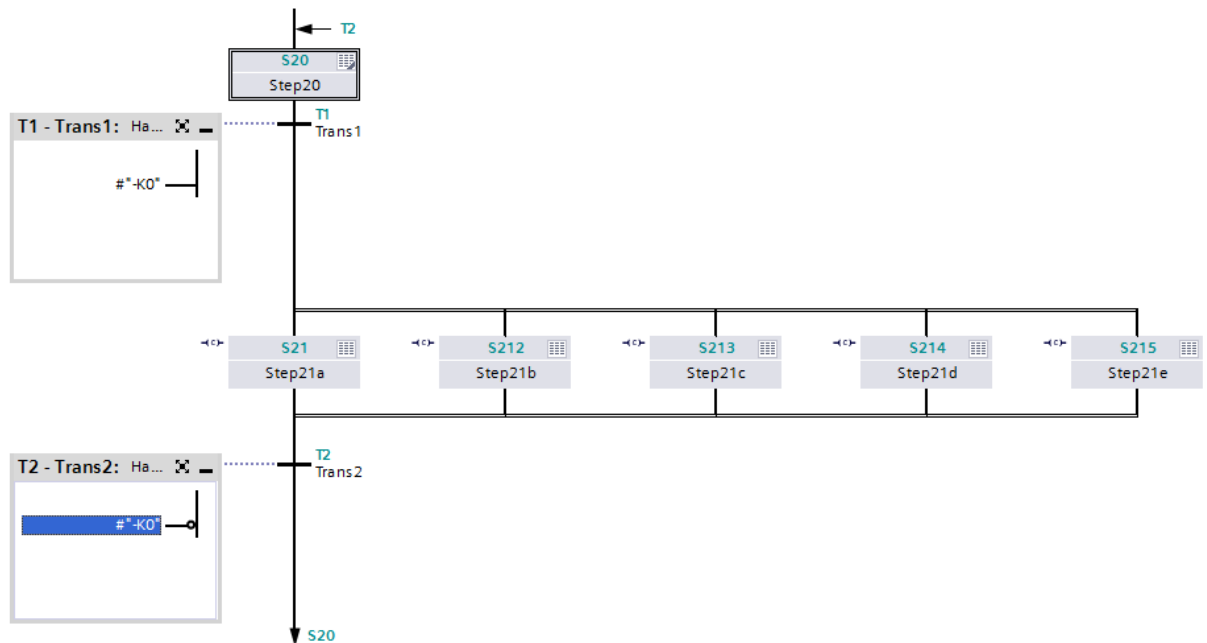 T2
S20
Step20
T1
Trans1
T1 - Trans1: Ha...
#"-K0"
S21
S212
S213
S214
S215
Step21a
Step21b
Step21c
Step21d
Step21e
T2
Trans2
T2 - Trans2: Ha...
#"-K0"
S20